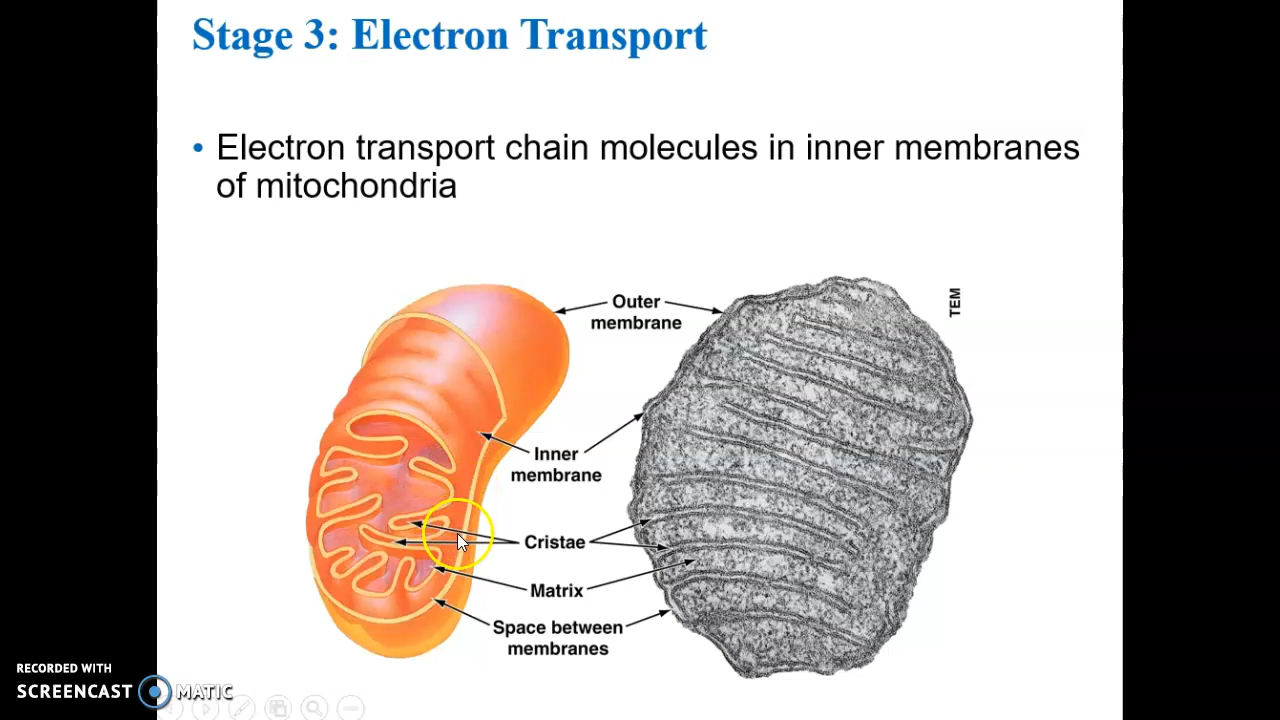 Stage 3: Electron Transport
• Electron transport chain molecules in inner membranes
of mitochondria
Outer
membrane
TEM
Inner
membrane
Cristae
Matrix
Space between
membranes
RECORDED WITH
SCREENCAST MATIC